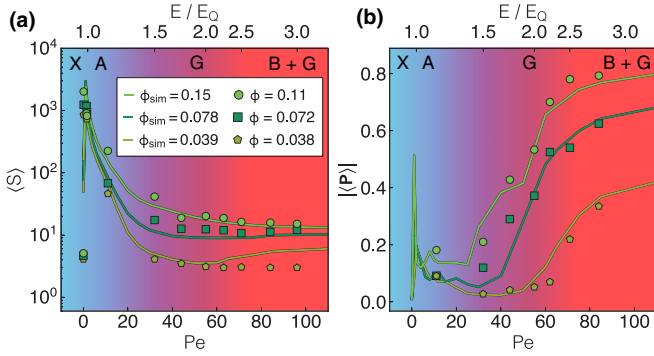 (a)
E / E_Q
1.0 1.5 2.0 2.5 3.0
X A G B + G
ϕ_sim = 0.15 ϕ = 0.11
ϕ_sim = 0.078 ϕ = 0.072
ϕ_sim = 0.039 ϕ = 0.038
⟨S⟩
10^4
10^3
10^2
10^1
10^0
0 20 40 60 80 100
Pe
(b)
E / E_Q
1.0 1.5 2.0 2.5
X A G B + G
|⟨P⟩|
0.8
0.6
0.4
0.2
0.0
0 20 40 60 80 100
Pe